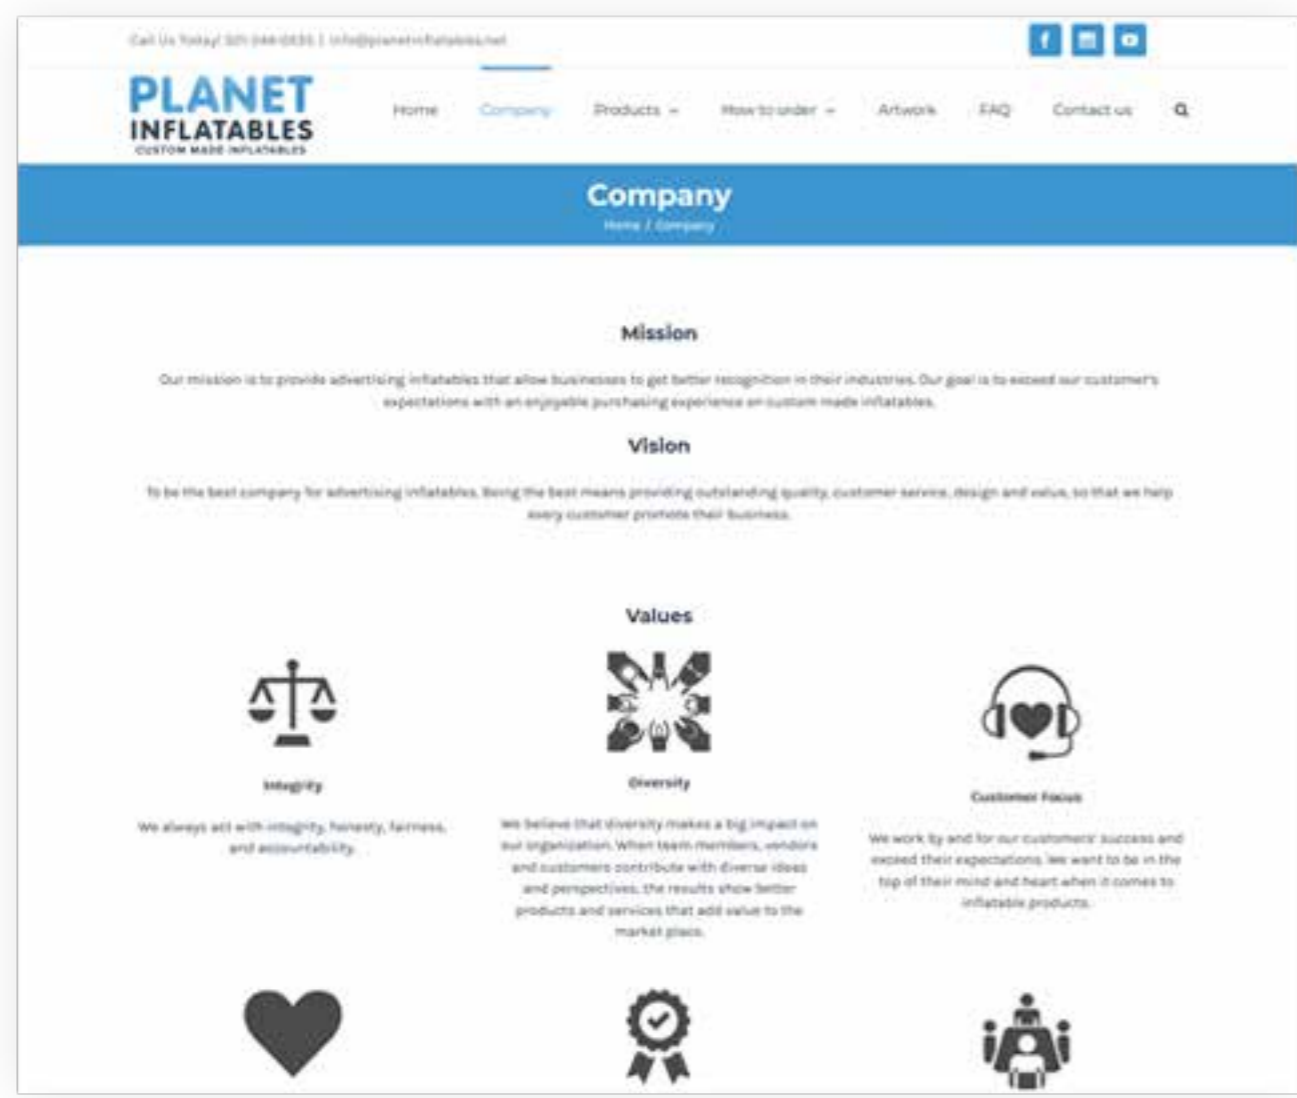 Call Us Today! | info@planetinflatables.net
PLANET
INFLATABLES
CUSTOM MADE INFLATABLES
Home Company Products How to order Artwork FAQ Contact us
Company
Home / Company
Mission
Our mission is to provide advertising inflatables that allow businesses to get better recognition in their industries. Our goal is to exceed our customer's
expectations with an enjoyable purchasing experience on custom made inflatables.
Vision
To be the best company for advertising inflatables. Being the best means providing outstanding quality, customer service, design and value, so that we help
every customer promote their business.
Values
Integrity
We always act with integrity, honesty, fairness,
and accountability.
Diversity
We believe that diversity makes a big impact on
our organization. When team members, vendors
and customers contribute with diverse ideas
and perspectives, the results show better
products and services that add value to the
market place.
Customer Focus
We work by and for our customers' success and
exceed their expectations. We want to be in the
top of their mind and heart when it comes to
inflatable products.